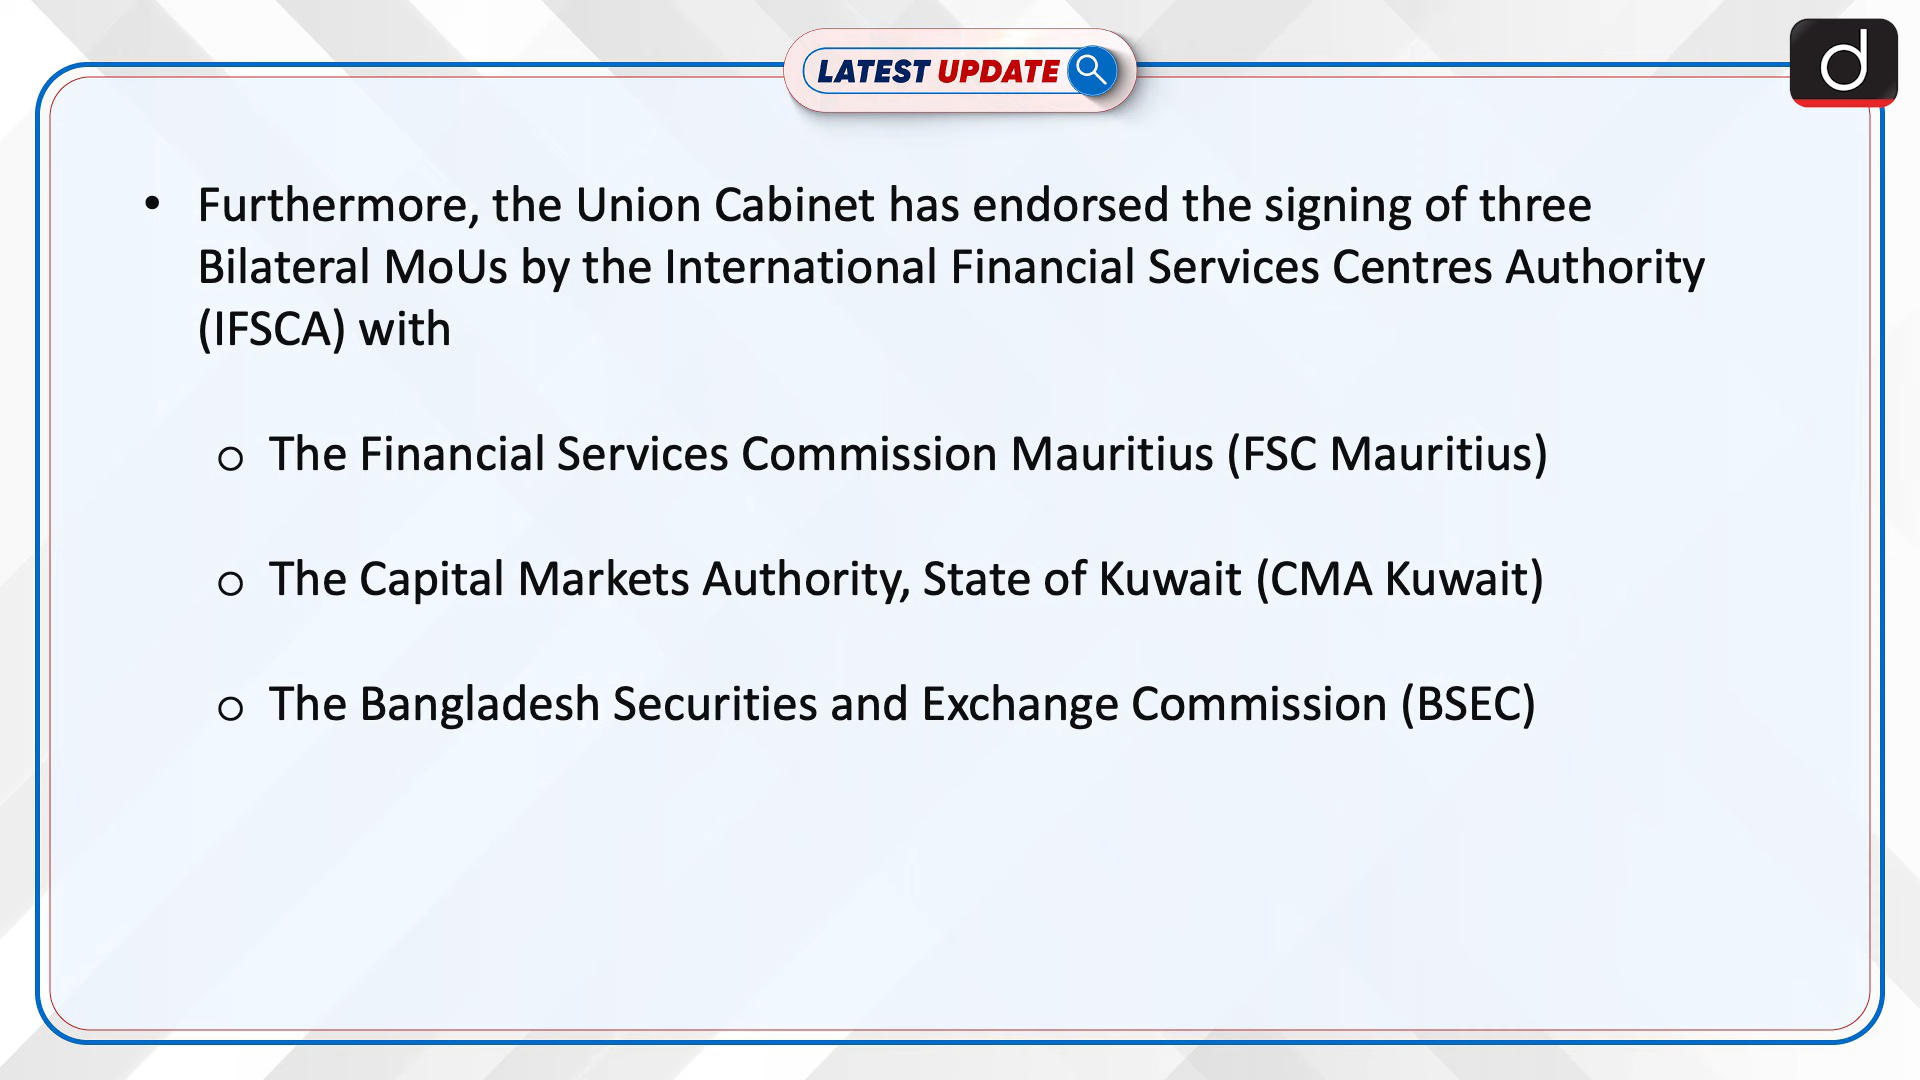 LATEST UPDATE
d
• Furthermore, the Union Cabinet has endorsed the signing of three
Bilateral MoUs by the International Financial Services Centres Authority
(IFSCA) with
o The Financial Services Commission Mauritius (FSC Mauritius)
o The Capital Markets Authority, State of Kuwait (CMA Kuwait)
o The Bangladesh Securities and Exchange Commission (BSEC)